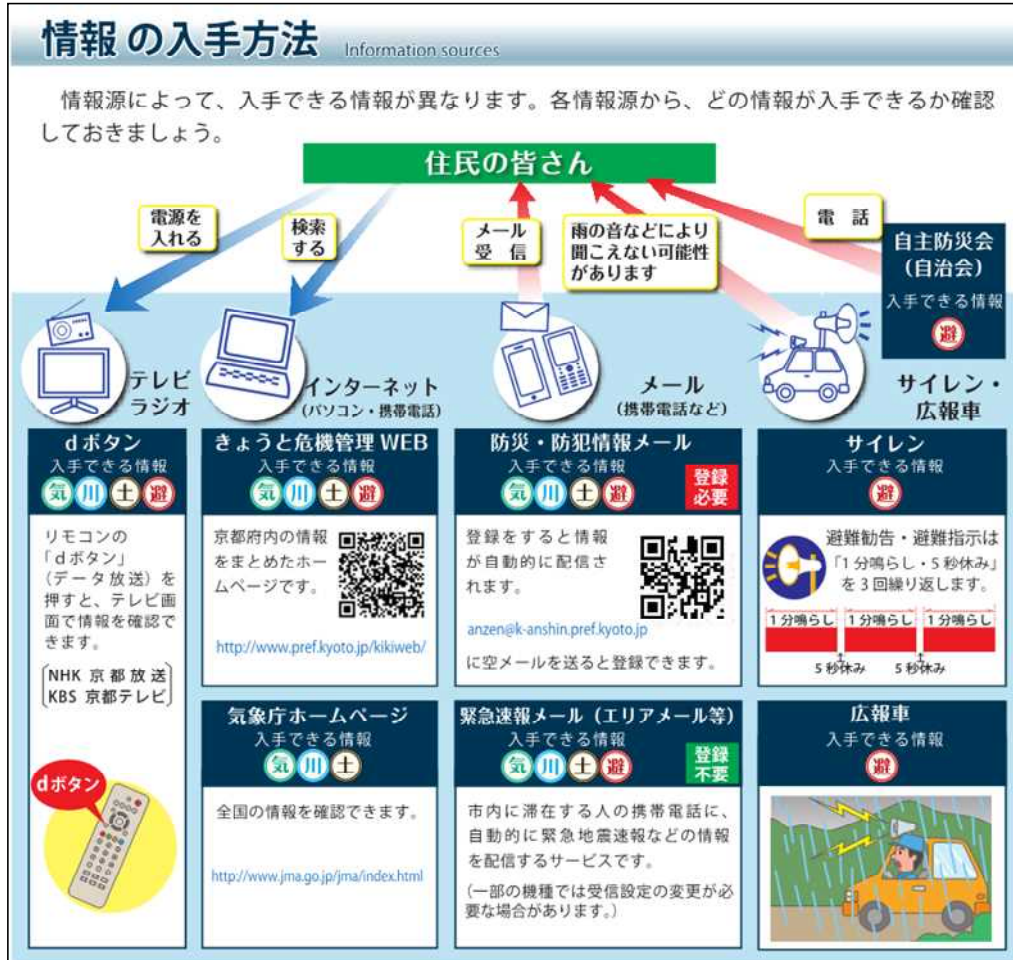 情報の入手方法 Information sources
情報源によって、入手できる情報が異なります。各情報源から、どの情報が入手できるか確認
しておきましょう。
住民の皆さん
電源を
入れる
検索
する
メール
受 信
雨の音などにより
聞こえない可能性
があります
電 話
自主防災会
(自治会)
入手できる情報
避
テレビ
ラジオ
インターネット
(パソコン・携帯電話)
メール
(携帯電話など)
サイレン・
広報車
dボタン
入手できる情報
気 川 土 避
リモコンの
「dボタン」
(データ放送)を
押すと、テレビ画
面で情報を確認で
きます。
NHK 京都放送
KBS 京都テレビ
dボタン
きょうと危機管理 WEB
入手できる情報
気 川 土 避
京都府内の情報
をまとめたホー
ムページです。
http://www.pref.kyoto.jp/kikiweb/
気象庁ホームページ
入手できる情報
気 川 土
全国の情報を確認できます。
http://www.jma.go.jp/jma/index.html
防災・防犯情報メール
入手できる情報
気 川 土 避
登録
必要
登録をすると情報
が自動的に配信さ
れます。
anzen@k-anshin.pref.kyoto.jp
に空メールを送ると登録できます。
緊急速報メール(エリアメール等)
入手できる情報
気 川 土 避
登録
不要
市内に滞在する人の携帯電話に、
自動的に緊急地震速報などの情報
を配信するサービスです。
(一部の機種では受信設定の変更が必
要な場合があります。)
サイレン
入手できる情報
避
避難勧告・避難指示は
「1分鳴らし・5秒休み」
を3回繰り返します。
1分鳴らし 1分鳴らし 1分鳴らし
5秒休み 5秒休み
広報車
入手できる情報
避